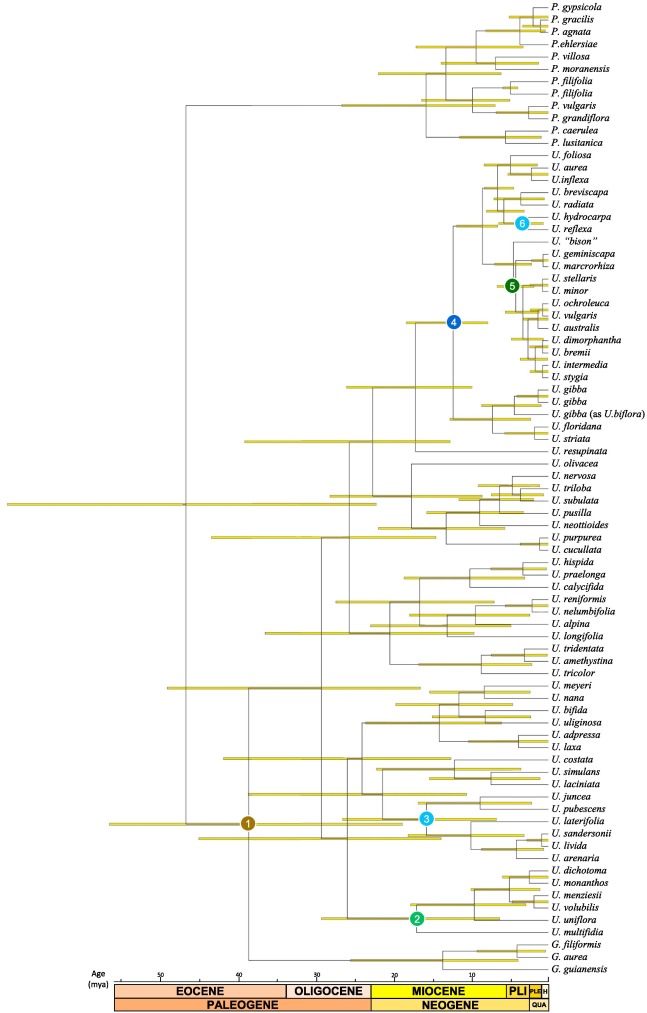 P. gypsicola
P. gracilis
P. agnata
P.ehlersiae
P. villosa
P. moranensis
P. filifolia
P. filifolia
P. vulgaris
P. grandiflora
P. caerulea
P. lusitanica
U. foliosa
U. aurea
U.inflexa
U. breviscapa
U. radiata
U. hydrocarpa
6
U. reflexa
U. "bison"
U. geminiscapa
U. marcrorhiza
U. stellaris
5
U. minor
U. ochroleuca
U. vulgaris
4
U. australis
U. dimorphantha
U. bremii
U. intermedia
U. stygia
U. gibba
U. gibba
U. gibba (as U.biflora)
U. floridana
U. striata
U. resupinata
U. olivacea
U. nervosa
U. triloba
U. subulata
U. pusilla
U. neottioides
U. purpurea
U. cucullata
U. hispida
U. praelonga
U. calycifida
U. reniformis
U. nelumbifolia
U. alpina
U. longifolia
U. tridentata
U. amethystina
U. tricolor
U. meyeri
U. nana
U. bifida
U. uliginosa
U. adpressa
U. laxa
U. costata
U. simulans
U. laciniata
U. juncea
U. pubescens
3
U. laterifolia
1
U. sandersonii
U. livida
U. arenaria
U. dichotoma
U. monanthos
U. menziesii
U. volubilis
2
U. uniflora
U. multifidia
G. filiformis
G. aurea
G. guianensis
Age
(mya)
50 40 30 20 10
EOCENE OLIGOCENE MIOCENE PLI PLE H
PALEOGENE NEOGENE QUA